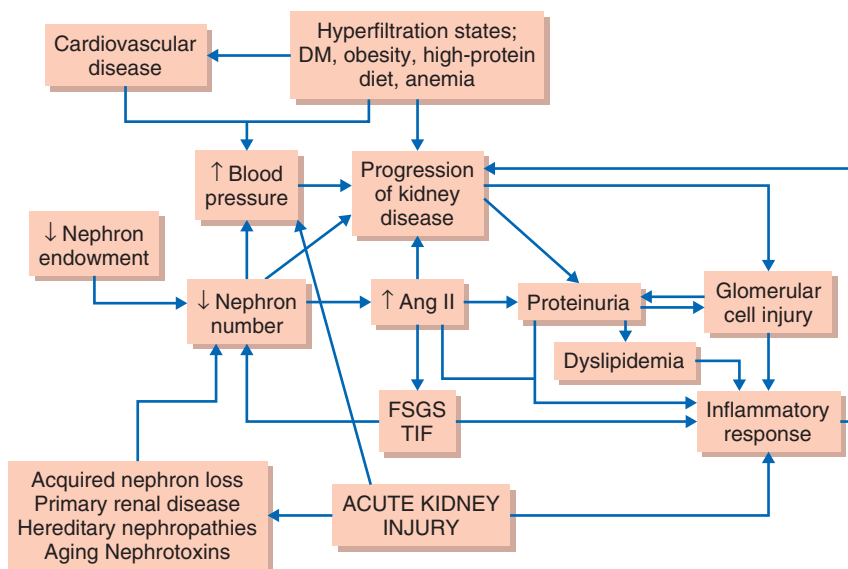 Cardiovascular
disease
Hyperfiltration states;
DM, obesity, high-protein
diet, anemia
↑ Blood
pressure
Progression
of kidney
disease
↓ Nephron
endowment
↓ Nephron
number
↑ Ang II
Proteinuria
Glomerular
cell injury
Dyslipidemia
FSGS
TIF
Inflammatory
response
Acquired nephron loss
Primary renal disease
Hereditary nephropathies
Aging Nephrotoxins
ACUTE KIDNEY
INJURY